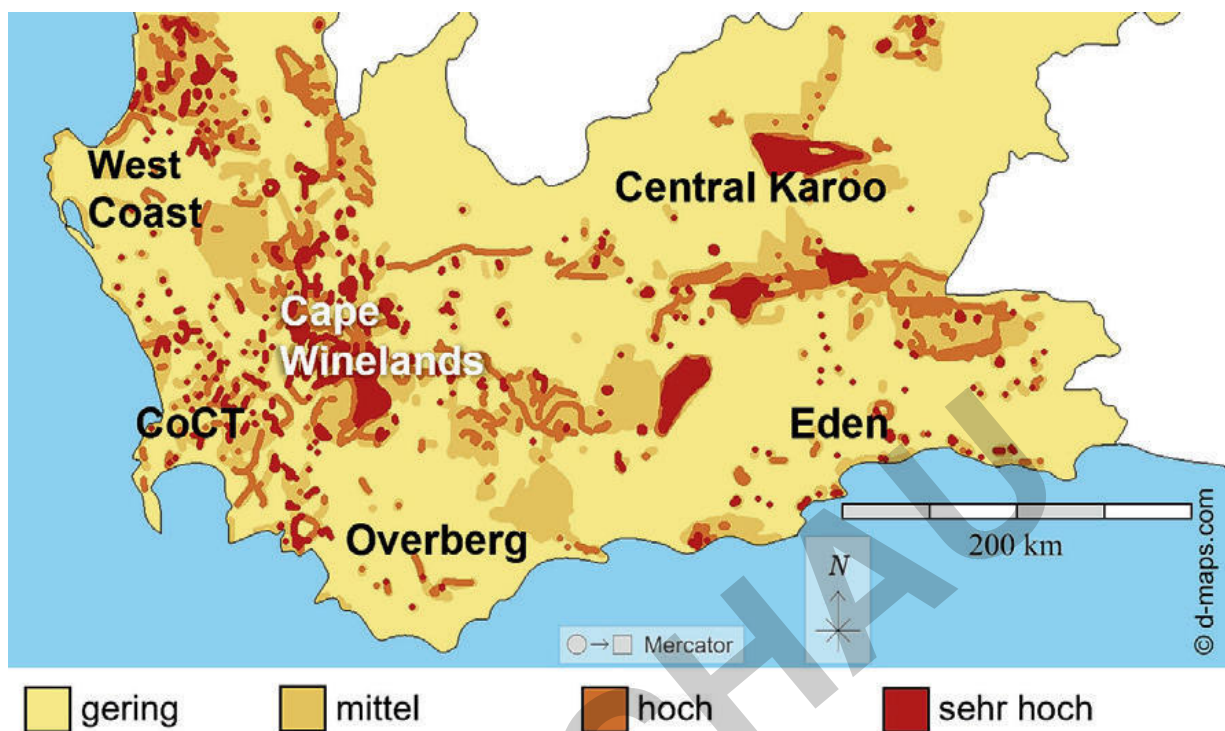 West
Coast
Central Karoo
Cape
Winelands
CoCT
Eden
Overberg
200 km
N
Mercator
© d-maps.com
SCHAU
gering
mittel
hoch
sehr hoch